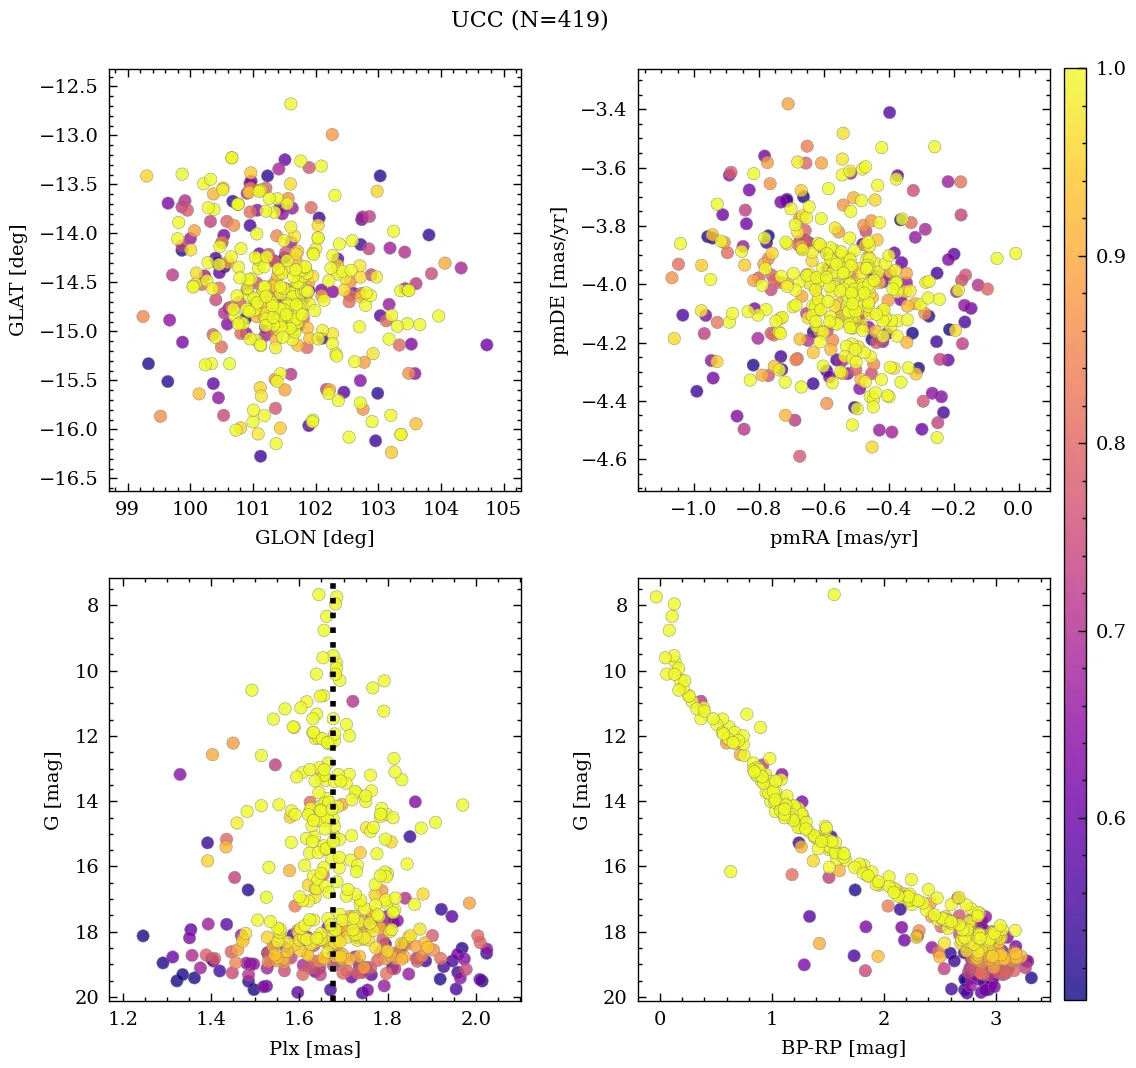 UCC (N=419)
−12.5
−13.0
−13.5
−14.0
−14.5
−15.0
−15.5
−16.0
−16.5
GLAT [deg]
99 100 101 102 103 104 105
GLON [deg]
−3.4
−3.6
−3.8
−4.0
−4.2
−4.4
−4.6
pmDE [mas/yr]
−1.0 −0.8 −0.6 −0.4 −0.2 0.0
pmRA [mas/yr]
1.0
0.9
0.8
0.7
0.6
8
10
12
14
16
18
20
G [mag]
1.2 1.4 1.6 1.8 2.0
Plx [mas]
8
10
12
14
16
18
20
G [mag]
0 1 2 3
BP-RP [mag]